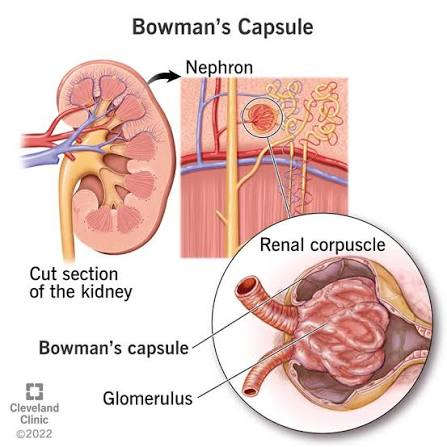 Bowman's Capsule
Nephron
Renal corpuscle
Cut section
of the kidney
Bowman's capsule
Glomerulus
Cleveland
Clinic
©2022